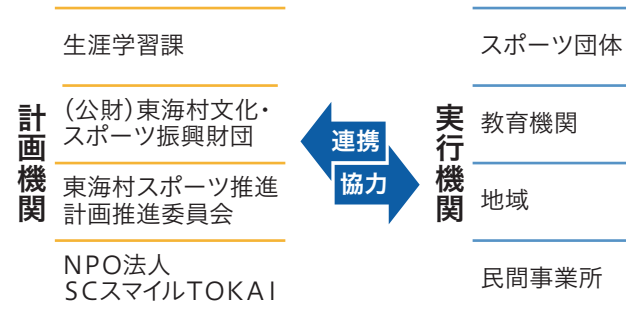 計画機関
生涯学習課
(公財)東海村文化・
スポーツ振興財団
東海村スポーツ推進
計画推進委員会
NPO法人
SCスマイルTOKAI
連携
協力
実行機関
スポーツ団体
教育機関
地域
民間事業所